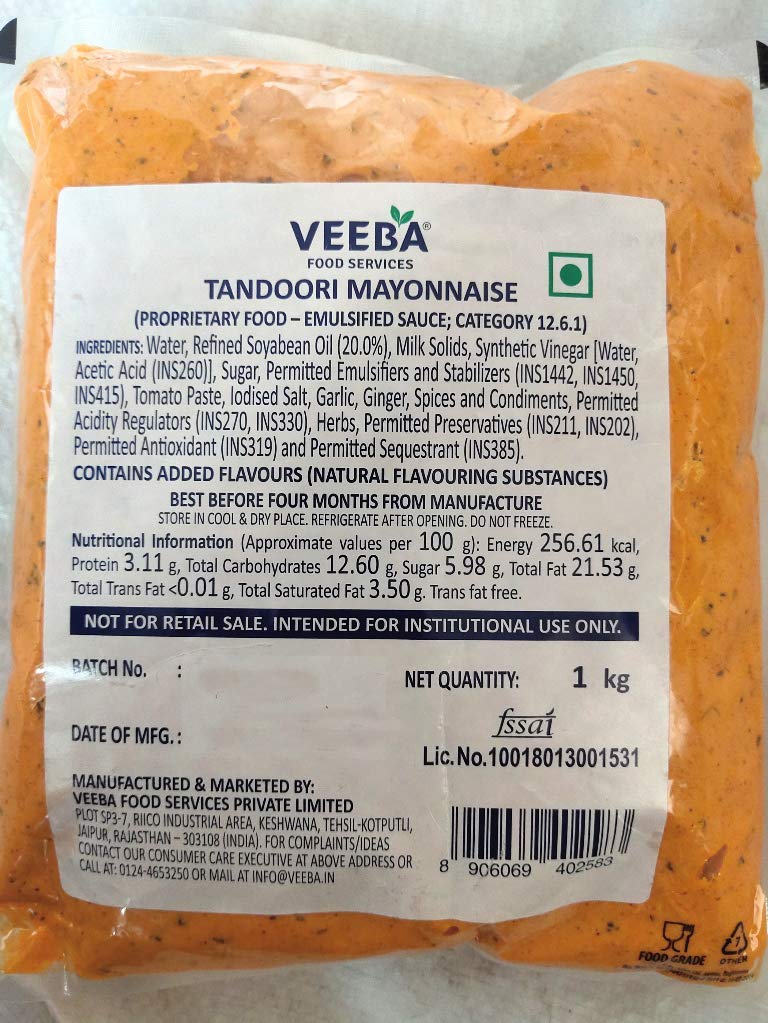 VEEBA®
FOOD SERVICES
TANDOORI MAYONNAISE
(PROPRIETARY FOOD – EMULSIFIED SAUCE; CATEGORY 12.6.1)
INGREDIENTS: Water, Refined Soyabean Oil (20.0%), Milk Solids, Synthetic Vinegar [Water,
Acetic Acid (INS260)], Sugar, Permitted Emulsifiers and Stabilizers (INS1442, INS1450,
INS415), Tomato Paste, Iodised Salt, Garlic, Ginger, Spices and Condiments, Permitted
Acidity Regulators (INS270, INS330), Herbs, Permitted Preservatives (INS211, INS202),
Permitted Antioxidant (INS319) and Permitted Sequestrant (INS385).
CONTAINS ADDED FLAVOURS (NATURAL FLAVOURING SUBSTANCES)
BEST BEFORE FOUR MONTHS FROM MANUFACTURE
STORE IN COOL & DRY PLACE. REFRIGERATE AFTER OPENING. DO NOT FREEZE.
Nutritional Information (Approximate values per 100 g): Energy 256.61 kcal,
Protein 3.11 g, Total Carbohydrates 12.60 g, Sugar 5.98 g, Total Fat 21.53 g,
Total Trans Fat <0.01 g, Total Saturated Fat 3.50 g. Trans fat free.
NOT FOR RETAIL SALE. INTENDED FOR INSTITUTIONAL USE ONLY.
BATCH No. :
NET QUANTITY: 1 kg
fssai
DATE OF MFG. :
Lic. No. 10018013001531
MANUFACTURED & MARKETED BY:
VEEBA FOOD SERVICES PRIVATE LIMITED
PLOT SP3-7, RIICO INDUSTRIAL AREA, KESHWANA, TEHSIL-KOTPUTLI,
JAIPUR, RAJASTHAN – 303108 (INDIA). FOR COMPLAINTS/IDEAS
CONTACT OUR CONSUMER CARE EXECUTIVE AT ABOVE ADDRESS OR
CALL AT: 0124-4653250 OR MAIL AT INFO@VEEBA.IN
8 906069 402583
7
FOOD GRADE OTHER